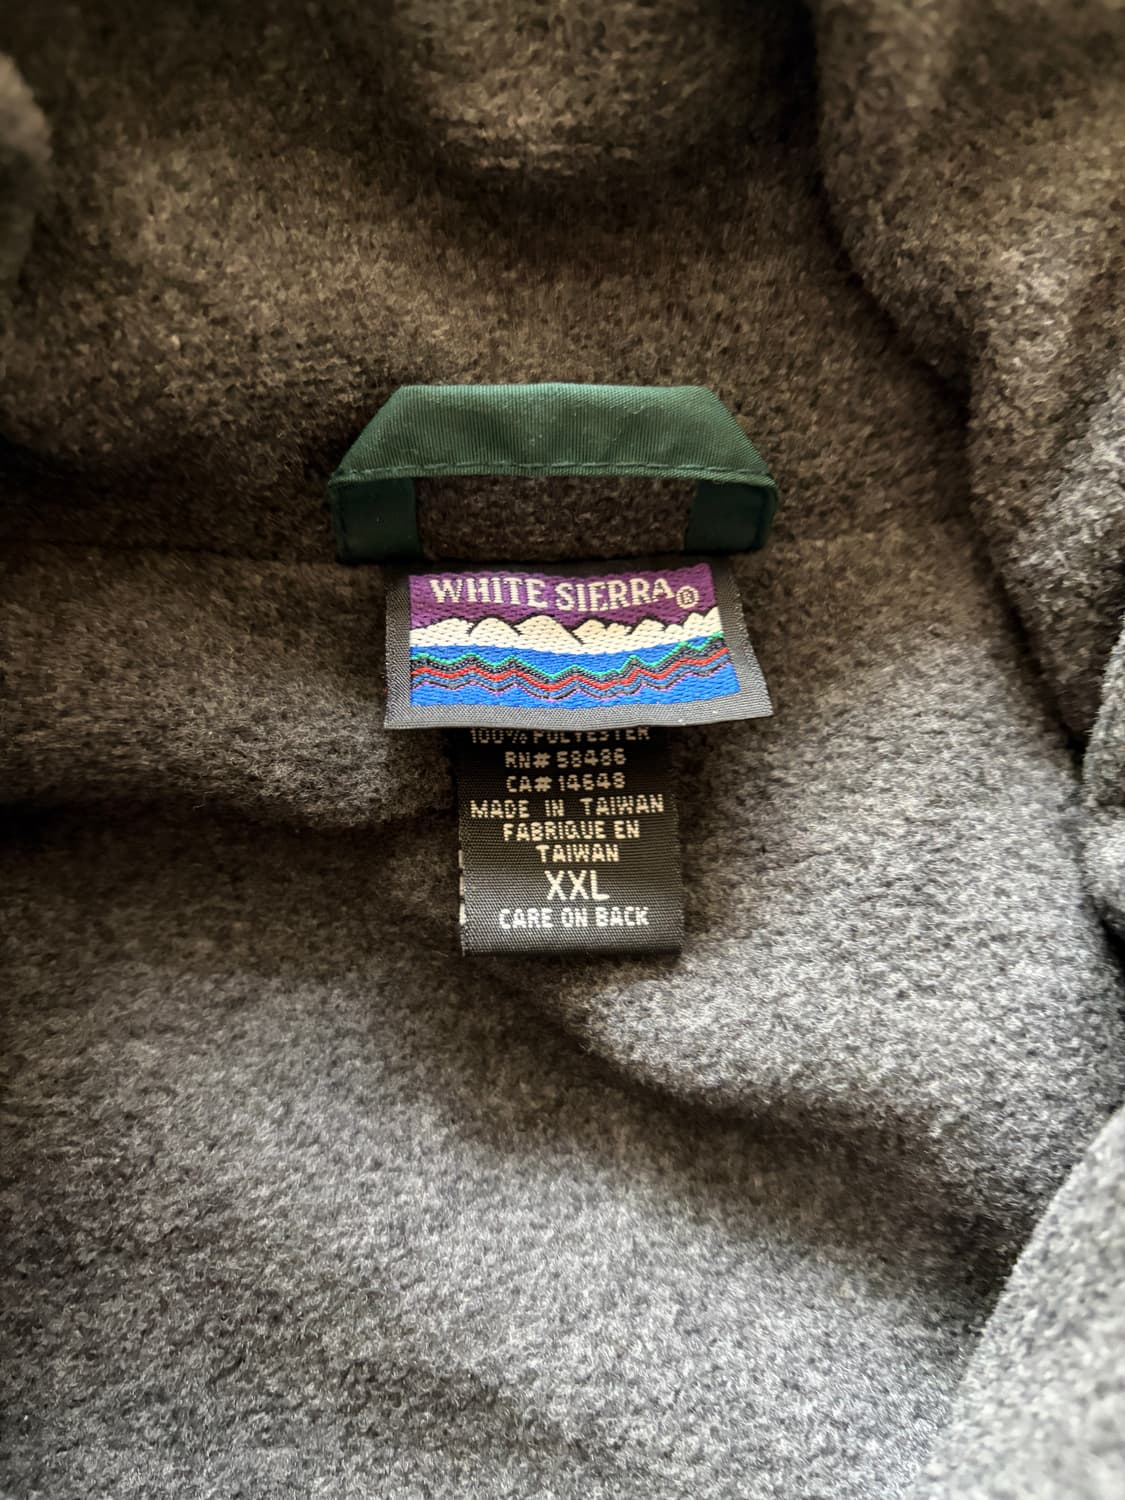 WHITE SIERRA®
100% POLYESTER
RN# 58486
CA# 14648
MADE IN TAIWAN
FABRIQUE EN
TAIWAN
XXL
CARE ON BACK